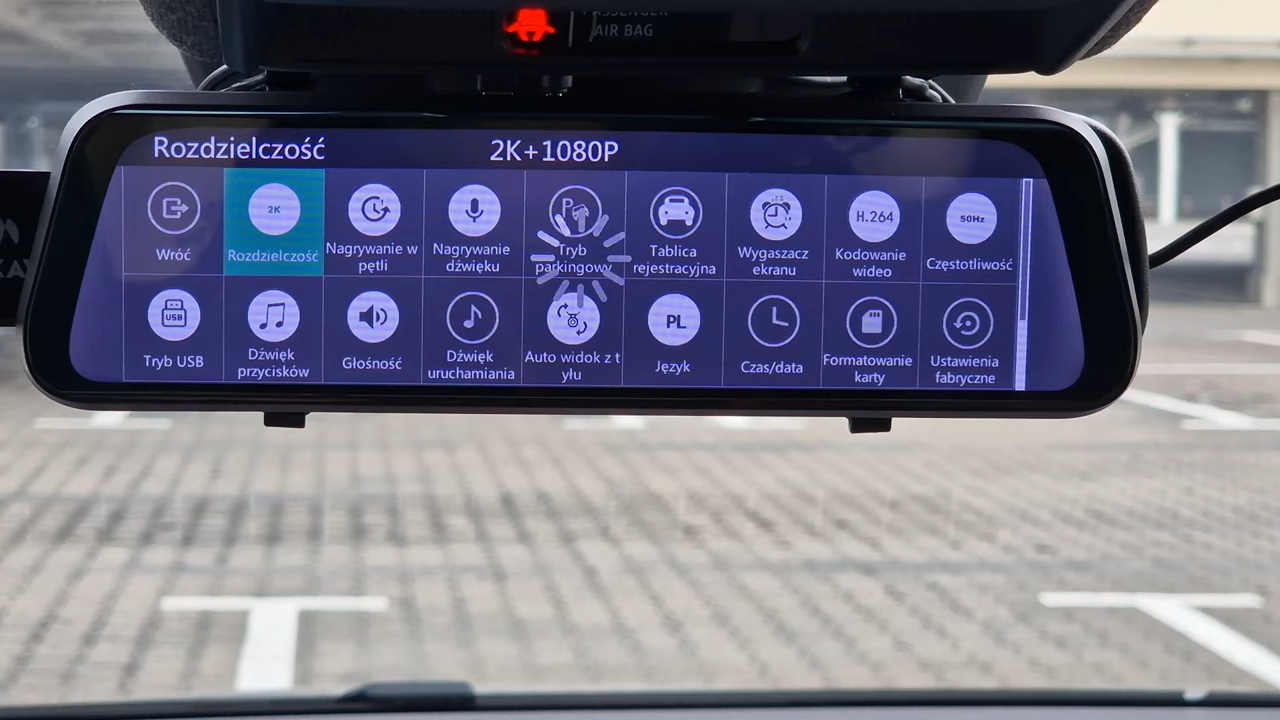 PASSENGER
AIR BAG
Rozdzielczość 2K+1080P
Wróć
2K
Rozdzielczość
Nagrywanie w
pętli
Nagrywanie
dźwięku
P
Tryb
parkingowy
Tablica
rejestracyjna
zzz
Wygaszacz
ekranu
H.264
Kodowanie
wideo
50Hz
Częstotliwość
USB
Tryb USB
Dźwięk
przycisków
Głośność
Dźwięk
uruchamiania
Auto widok z t
yłu
PL
Język
Czas/data
Formatowanie
karty
Ustawienia
fabryczne